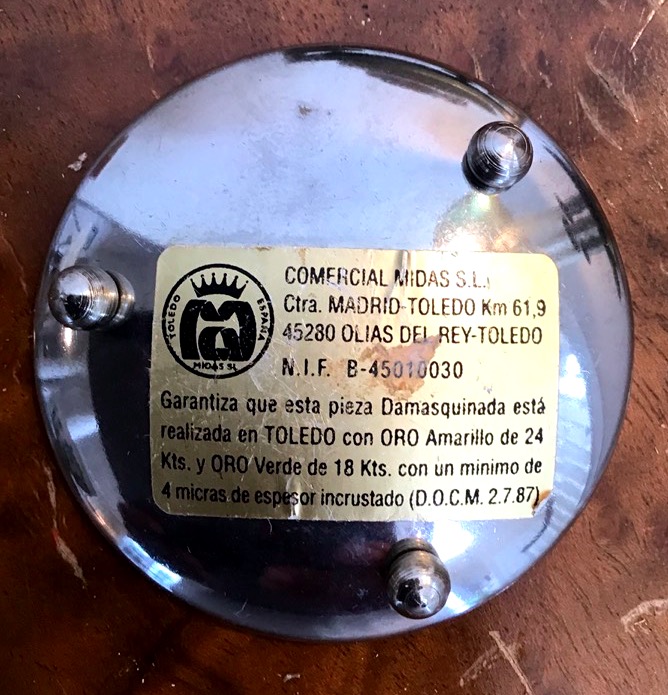 TOLEDO ESPAÑA
MIDAS SL
COMERCIAL MIDAS S.L.
Ctra. MADRID-TOLEDO Km 61,9
45280 OLIAS DEL REY-TOLEDO
N.I.F. B-45010030
Garantiza que esta pieza Damasquinada está
realizada en TOLEDO con ORO Amarillo de 24
Kts. y ORO Verde de 18 Kts. con un minimo de
4 micras de espesor incrustado (D.O.C.M. 2.7.87)